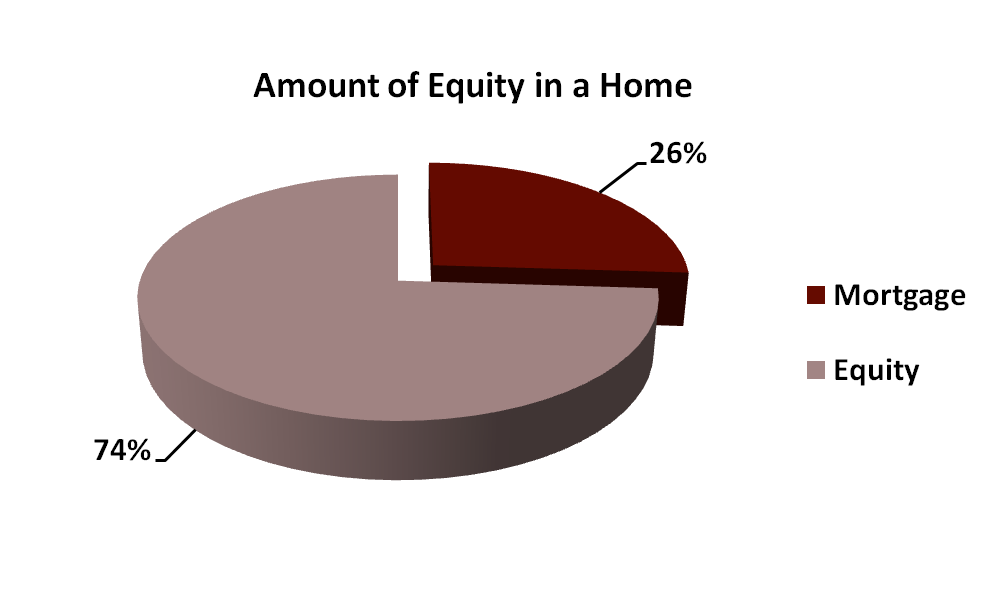 Amount of Equity in a Home
26%
Mortgage
Equity
74%